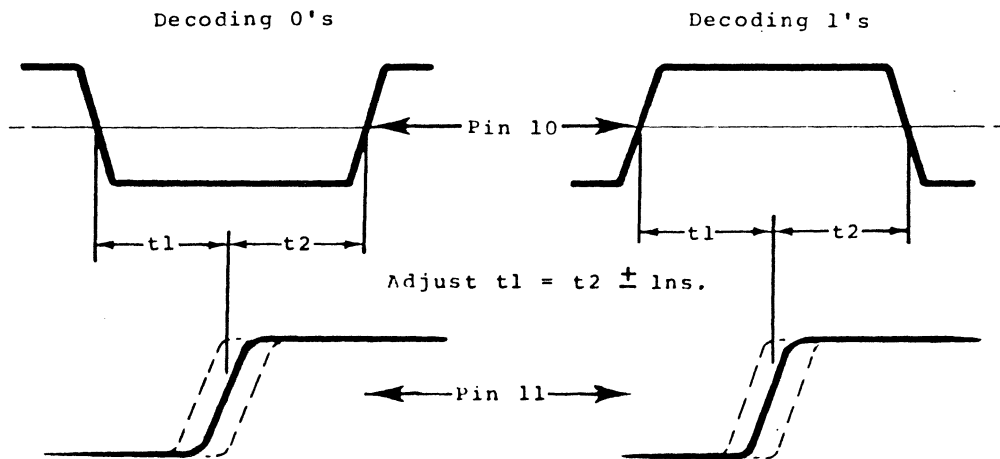 Decoding 0's
Decoding 1's
Pin 10
t1
t2
t1
t2
Adjust t1 = t2 ± 1ns.
Pin 11